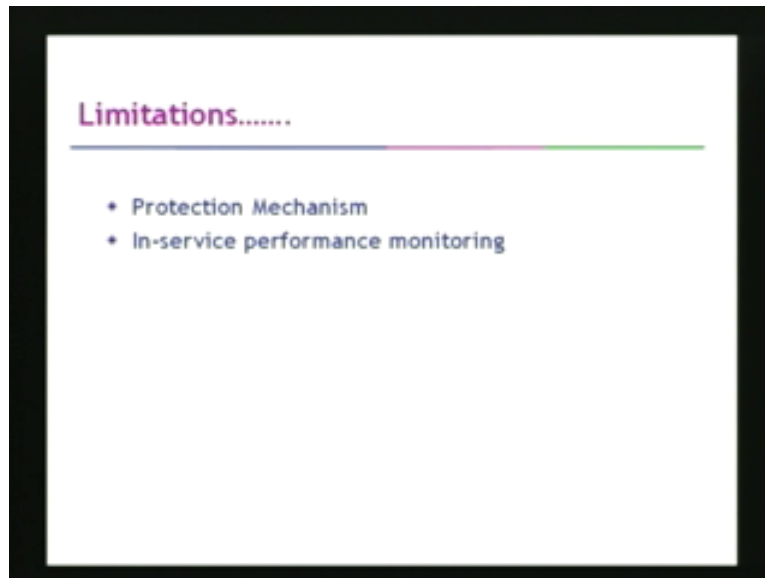 Limitations.......
Protection Mechanism
In-service performance monitoring